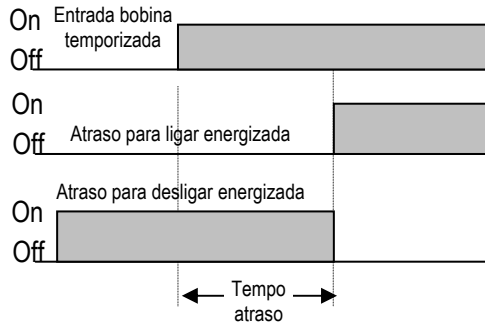 On
Entrada bobina
temporizada
Off
On
Off
Atraso para ligar energizada
Atraso para desligar energizada
On
Off
Tempo
atraso